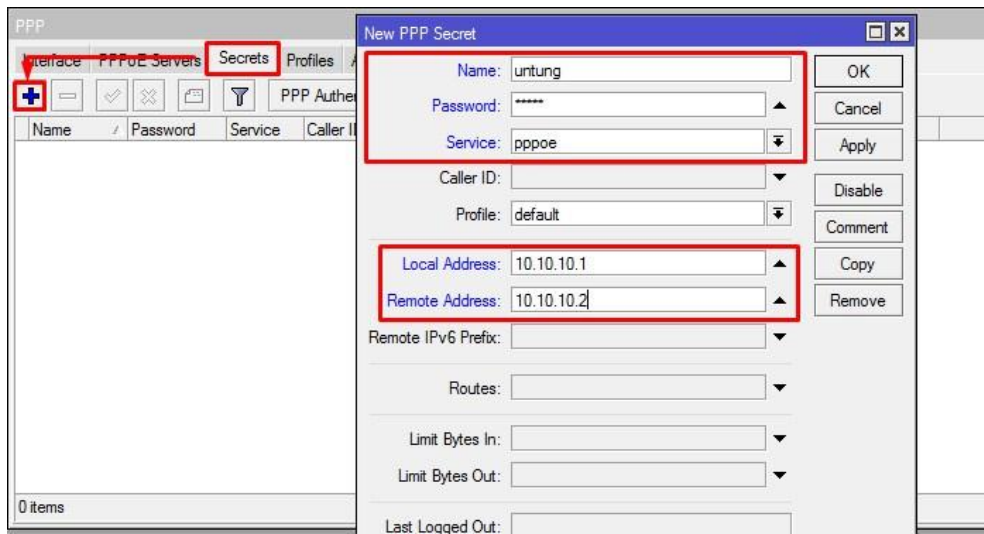 PPP
Interface PPPoE Servers Secrets Profiles
PPP Authe
Name Password Service Caller I
0 items
New PPP Secret
Name: untung
Password: *****
Service: pppoe
Caller ID:
Profile: default
Local Address: 10.10.10.1
Remote Address: 10.10.10.2
Remote IPv6 Prefix:
Routes:
Limit Bytes In:
Limit Bytes Out:
Last Logged Out:
OK
Cancel
Apply
Disable
Comment
Copy
Remove